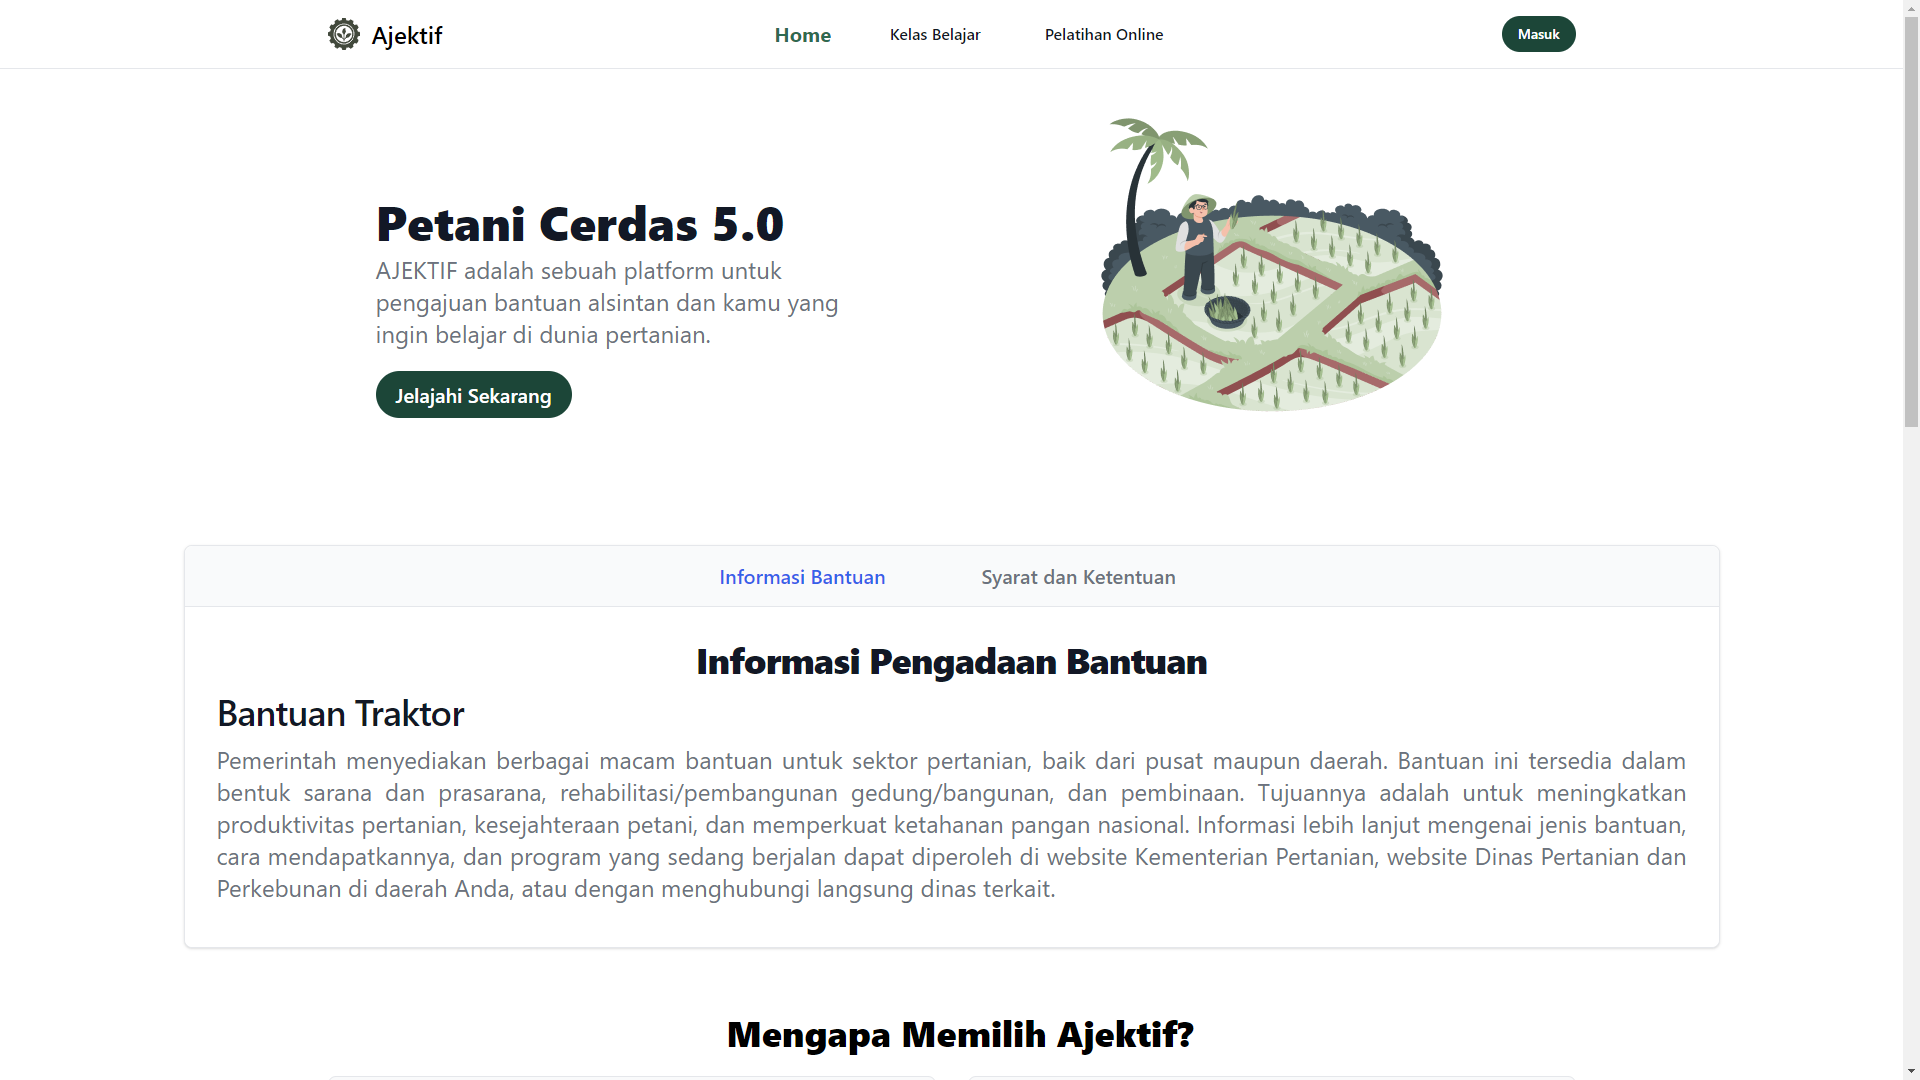 Ajektif
Home
Kelas Belajar
Pelatihan Online
Masuk
Petani Cerdas 5.0
AJEKTIF adalah sebuah platform untuk
pengajuan bantuan alsintan dan kamu yang
ingin belajar di dunia pertanian.
Jelajahi Sekarang
Informasi Bantuan
Syarat dan Ketentuan
Informasi Pengadaan Bantuan
Bantuan Traktor
Pemerintah menyediakan berbagai macam bantuan untuk sektor pertanian, baik dari pusat maupun daerah. Bantuan ini tersedia dalam
bentuk sarana dan prasarana, rehabilitasi/pembangunan gedung/bangunan, dan pembinaan. Tujuannya adalah untuk meningkatkan
produktivitas pertanian, kesejahteraan petani, dan memperkuat ketahanan pangan nasional. Informasi lebih lanjut mengenai jenis bantuan,
cara mendapatkannya, dan program yang sedang berjalan dapat diperoleh di website Kementerian Pertanian, website Dinas Pertanian dan
Perkebunan di daerah Anda, atau dengan menghubungi langsung dinas terkait.
Mengapa Memilih Ajektif?